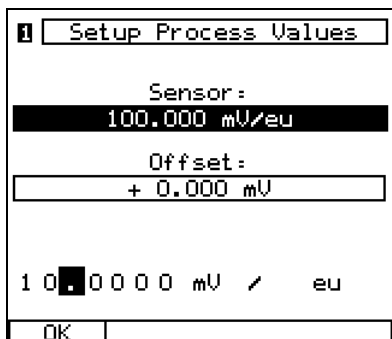 1 Setup Process Values
Sensor:
100.000 mV/eu
Offset:
+ 0.000 mV
10.0000 mV / eu
OK